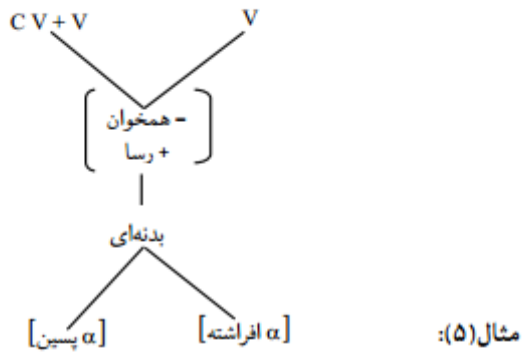 C V + V V
- همخوان
+ رسا
بدنه‌ای
[α افراشته] [α پسین]
مثال(۵):